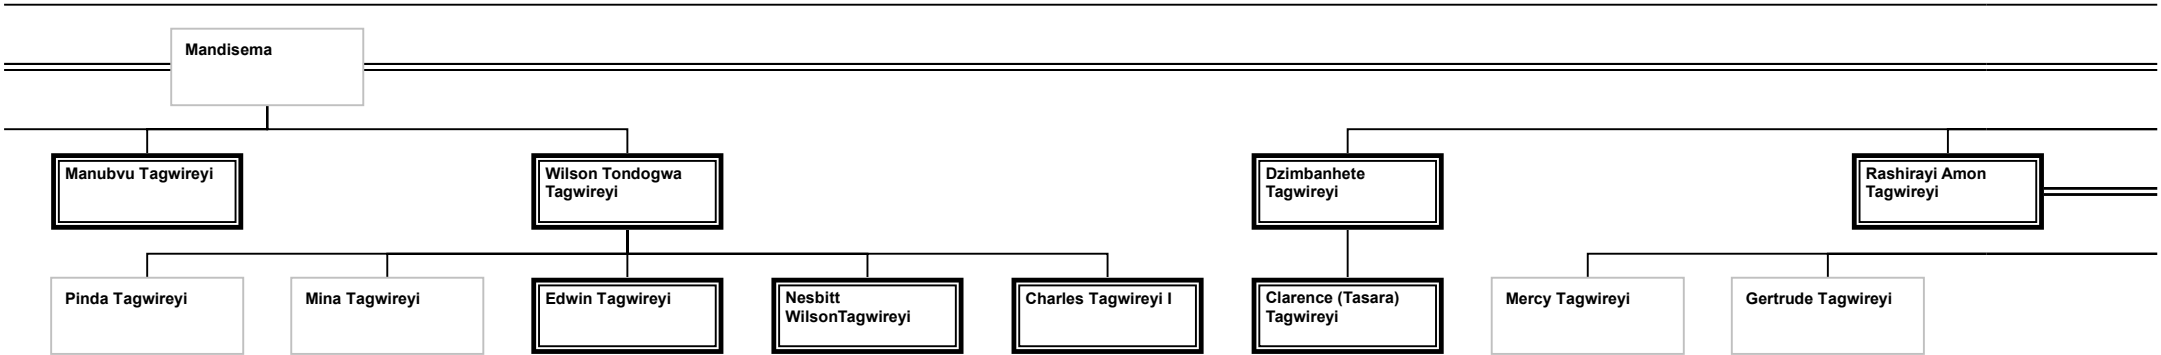 Mandisema
Manubvu Tagwireyi
Wilson Tondogwa
Tagwireyi
Dzimbanhete
Tagwireyi
Rashirayi Amon
Tagwireyi
Pinda Tagwireyi
Mina Tagwireyi
Edwin Tagwireyi
Nesbitt
WilsonTagwireyi
Charles Tagwireyi I
Clarence (Tasara)
Tagwireyi
Mercy Tagwireyi
Gertrude Tagwireyi